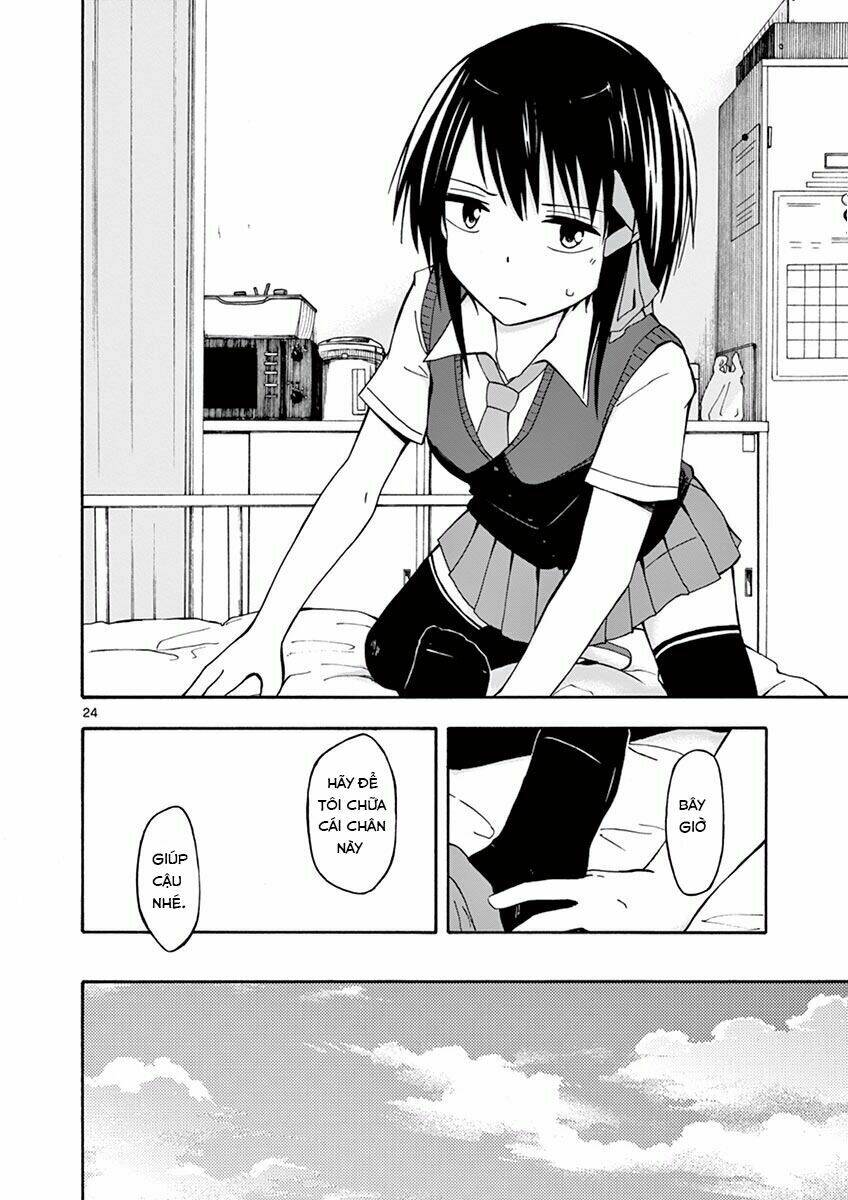 24
BÂY
GIỜ
HÃY ĐỂ
TÔI CHỮA
CÁI CHÂN
NÀY
GIÚP
CẬU
NHÉ.